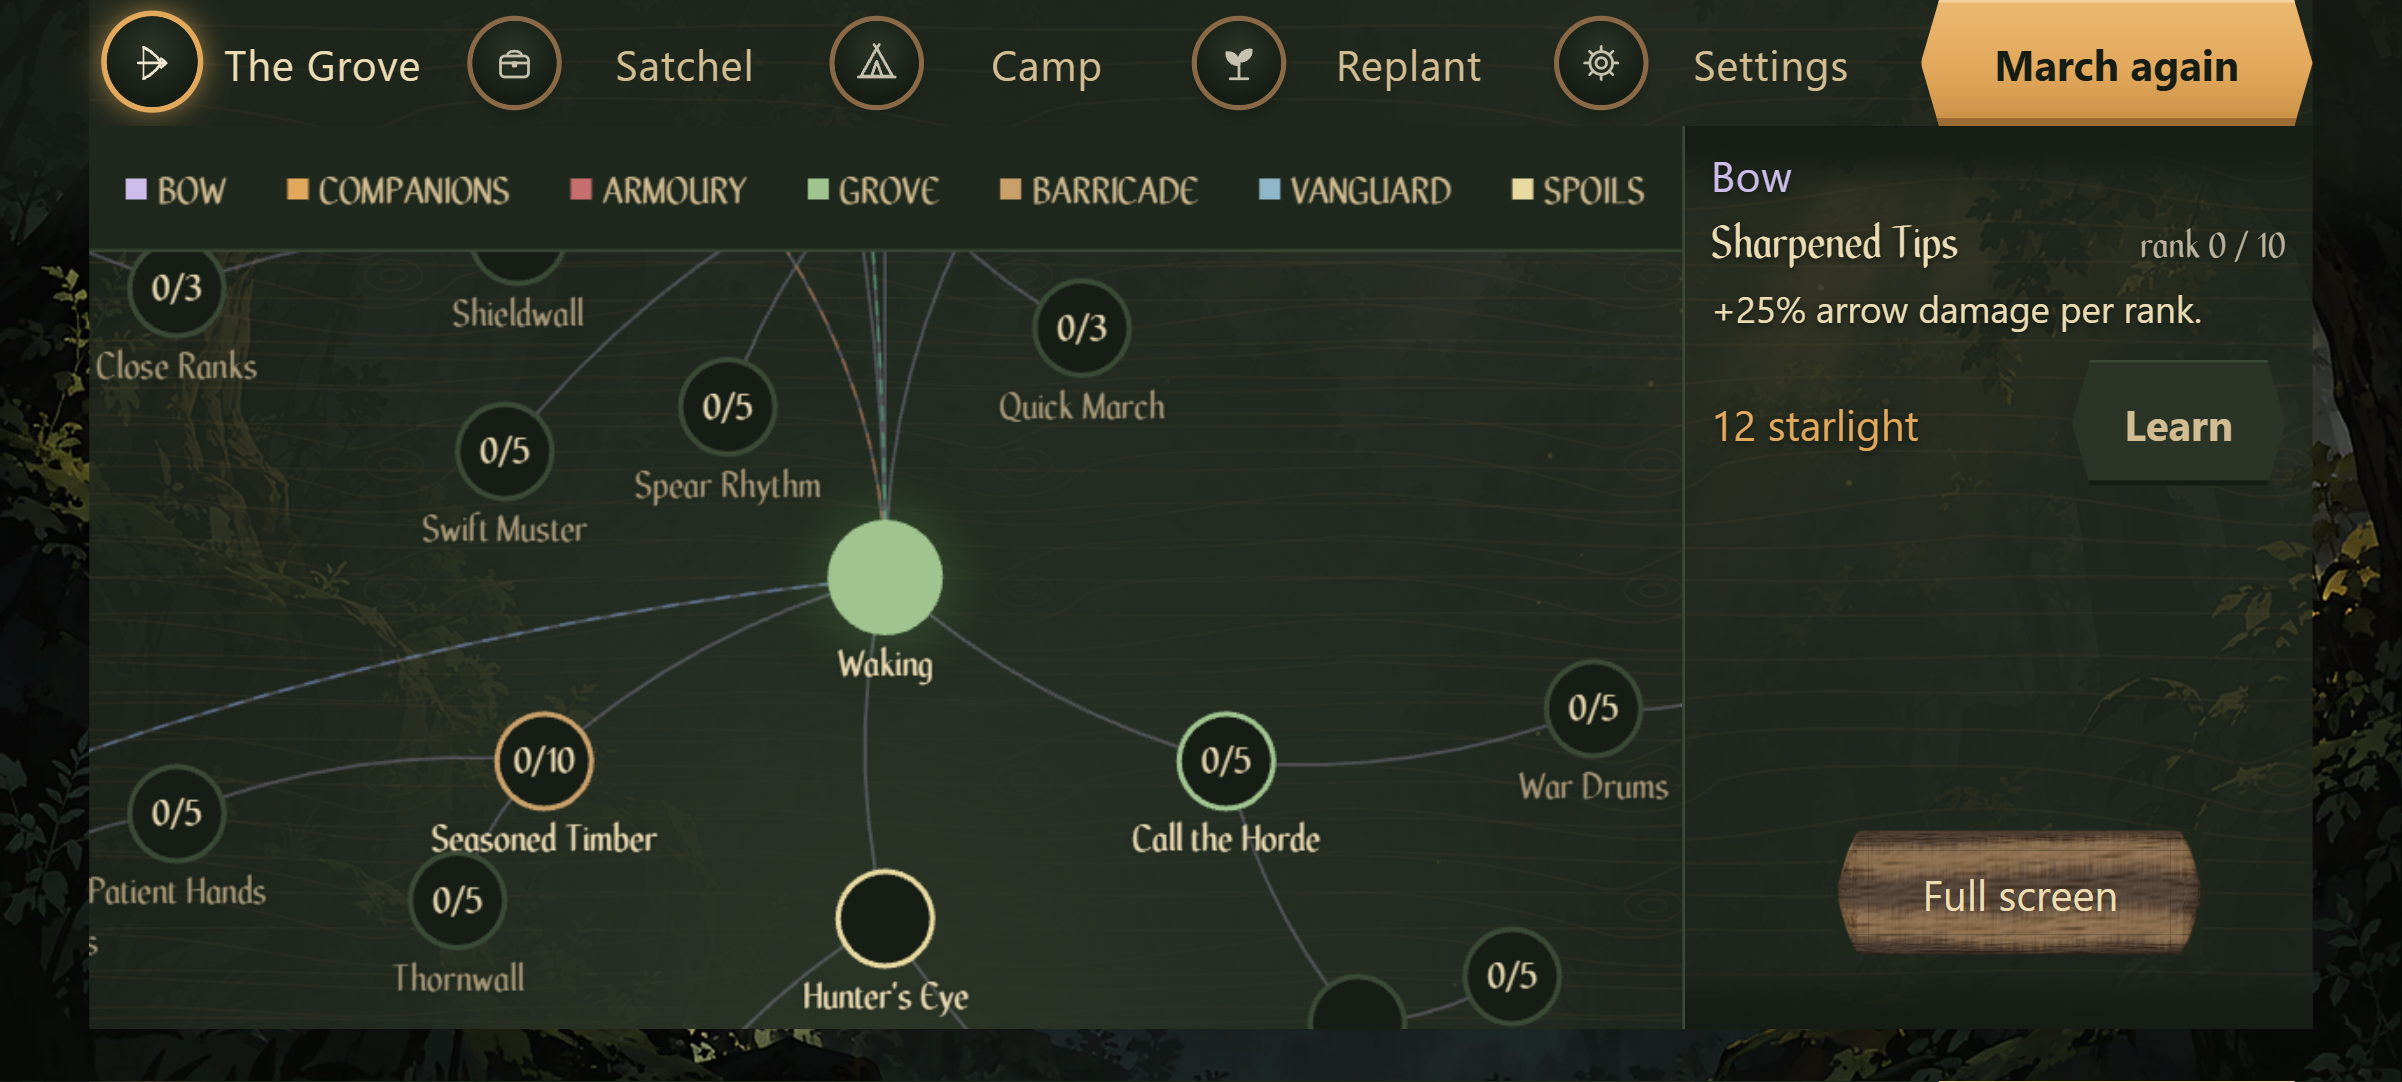 The Grove
Satchel
Camp
Replant
Settings
March again
BOW
COMPANIONS
ARMOURY
GROVE
BARRICADE
VANGUARD
SPOILS
Bow
Sharpened Tips
rank 0 / 10
+25% arrow damage per rank.
12 starlight
Learn
0/3
Close Ranks
Shieldwall
0/3
Quick March
0/5
Spear Rhythm
0/5
Swift Muster
Waking
0/5
War Drums
0/10
Seasoned Timber
0/5
Call the Horde
0/5
Patient Hands
0/5
Thornwall
s
Hunter's Eye
0/5
Full screen